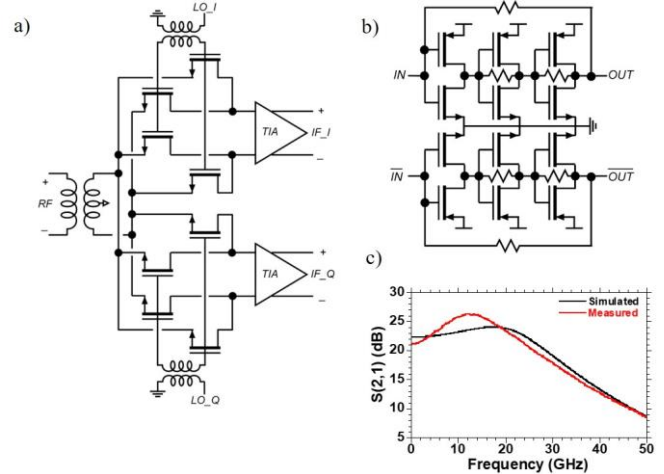 a)
LO_I
TIA
+
IF_I
–
+
RF
–
TIA
+
IF_Q
–
LO_Q
b)
IN
OUT
IN
OUT
c)
S(2,1) (dB)
30
25
20
15
10
5
Simulated
Measured
0 10 20 30 40 50
Frequency (GHz)